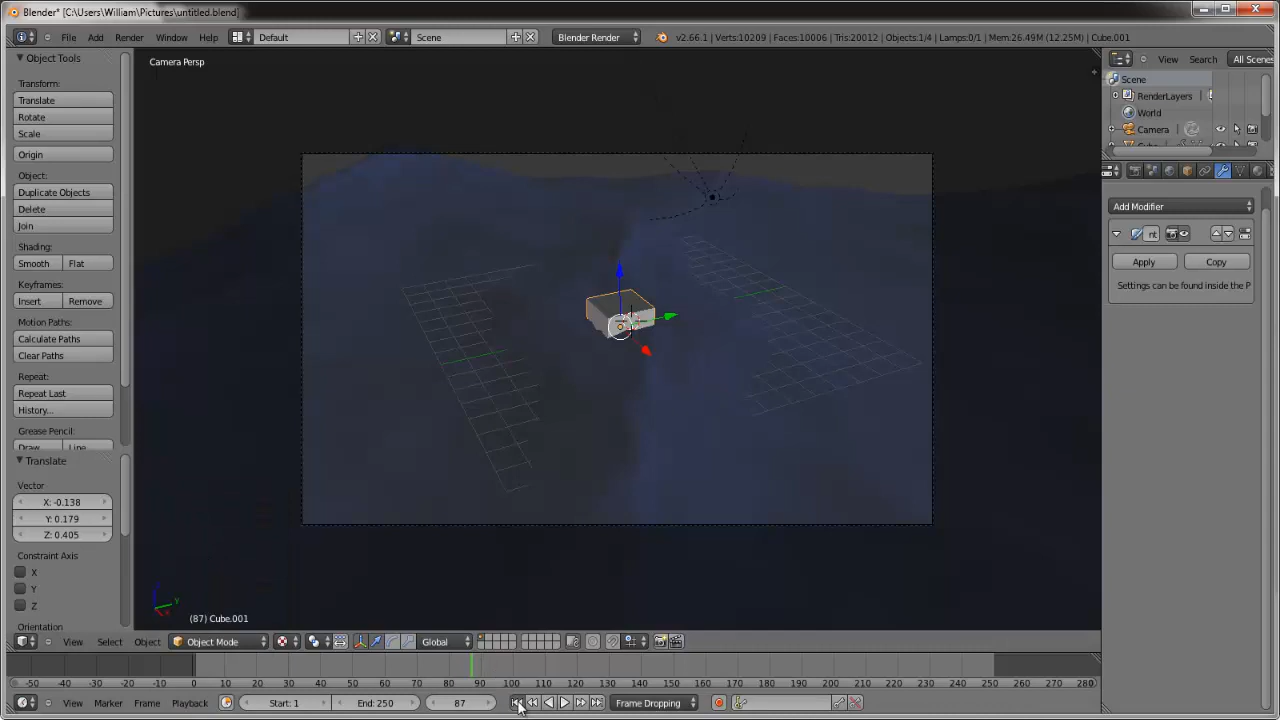 Blender* [C:\Users\William\Pictures\untitled.blend]
File Add Render Window Help Default Scene Blender Render v2.66.1 | Verts:10209 | Faces:10006 | Tris:20012 | Objects:1/4 | Lamps:0/1 | Mem:26.49M (12.25M) | Cube.001
Object Tools
Transform:
Translate
Rotate
Scale
Origin
Object:
Duplicate Objects
Delete
Join
Shading:
Smooth Flat
Keyframes:
Insert Remove
Motion Paths:
Calculate Paths
Clear Paths
Repeat:
Repeat Last
History...
Grease Pencil:
Draw Line
Translate
Vector
X: -0.138
Y: 0.179
Z: 0.405
Constraint Axis
X
Y
Z
Orientation
Camera Persp
(87) Cube.001
View Search All Scenes
Scene
RenderLayers
World
Camera
Add Modifier
nt
Apply Copy
Settings can be found inside the P
View Select Object Object Mode Global
-50 -40 -30 -20 -10 0 10 20 30 40 50 60 70 80 90 100 110 120 130 140 150 160 170 180 190 200 210 220 230 240 250 260 270 280
View Marker Frame Playback Start: 1 End: 250 87 Frame Dropping